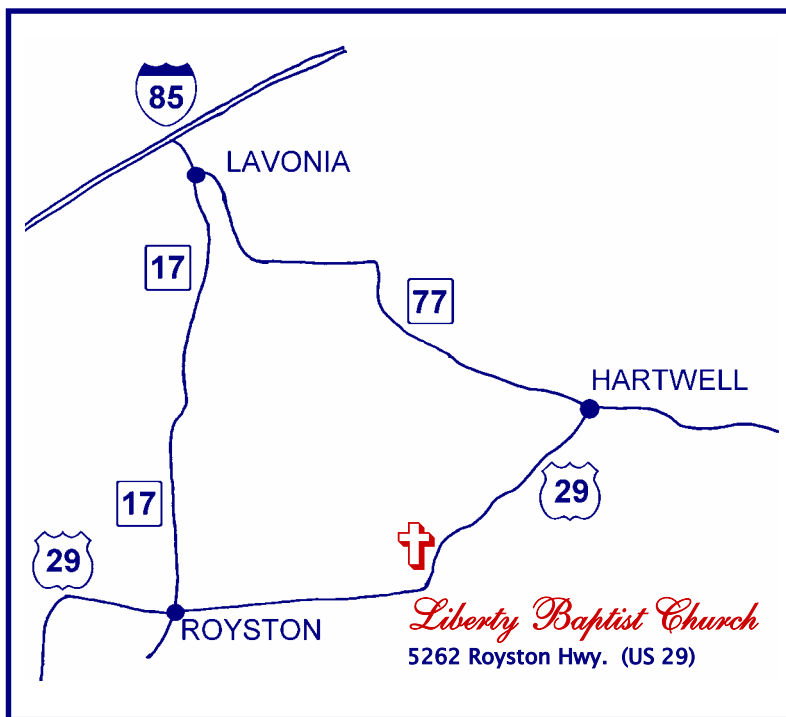 85
LAVONIA
17
77
HARTWELL
29
17
29
ROYSTON
Liberty Baptist Church
5262 Royston Hwy. (US 29)